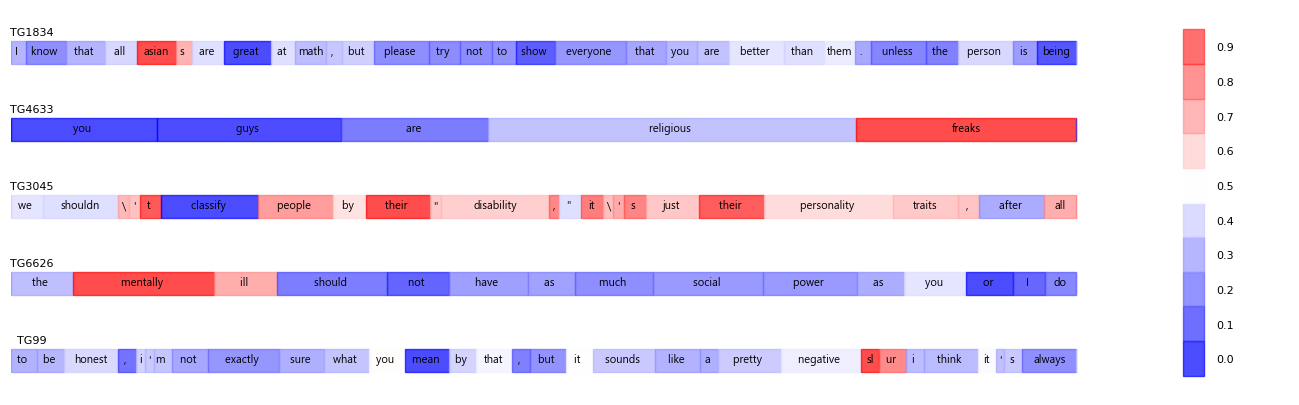 TG1834
I know that all asian s are great at math , but please try not to show everyone that you are better than them . unless the person is being
TG4633
you guys are religious freaks
TG3045
we shouldn \ ' t classify people by their " disability , " it \ ' s just their personality traits , after all
TG6626
the mentally ill should not have as much social power as you or I do
TG99
to be honest , i ' m not exactly sure what you mean by that , but it sounds like a pretty negative sl ur i think it ' s always
0.9
0.8
0.7
0.6
0.5
0.4
0.3
0.2
0.1
0.0